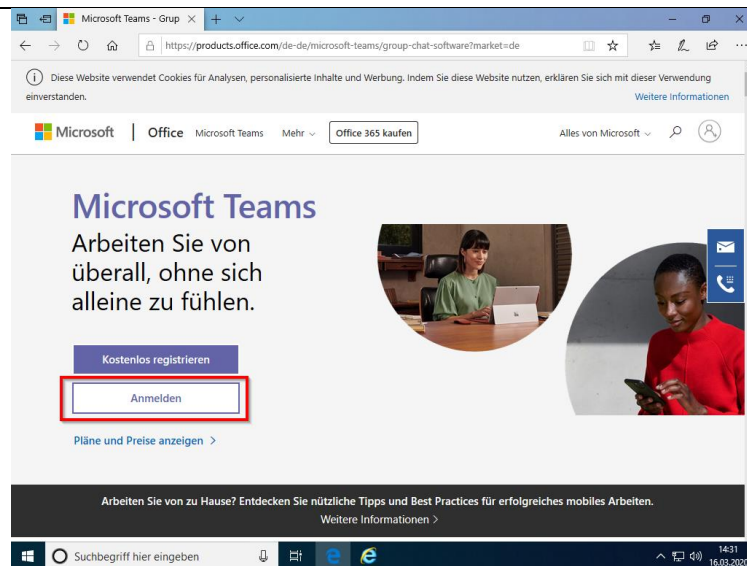 Microsoft Teams - Grup
https://products.office.com/de-de/microsoft-teams/group-chat-software?market=de
Diese Website verwendet Cookies für Analysen, personalisierte Inhalte und Werbung. Indem Sie diese Website nutzen, erklären Sie sich mit dieser Verwendung
einverstanden.
Weitere Informationen
Microsoft Office Microsoft Teams Mehr Office 365 kaufen Alles von Microsoft
Microsoft Teams
Arbeiten Sie von
überall, ohne sich
alleine zu fühlen.
Kostenlos registrieren
Anmelden
Pläne und Preise anzeigen >
Arbeiten Sie von zu Hause? Entdecken Sie nützliche Tipps und Best Practices für erfolgreiches mobiles Arbeiten.
Weitere Informationen >
Suchbegriff hier eingeben
14:31
16.03.2020